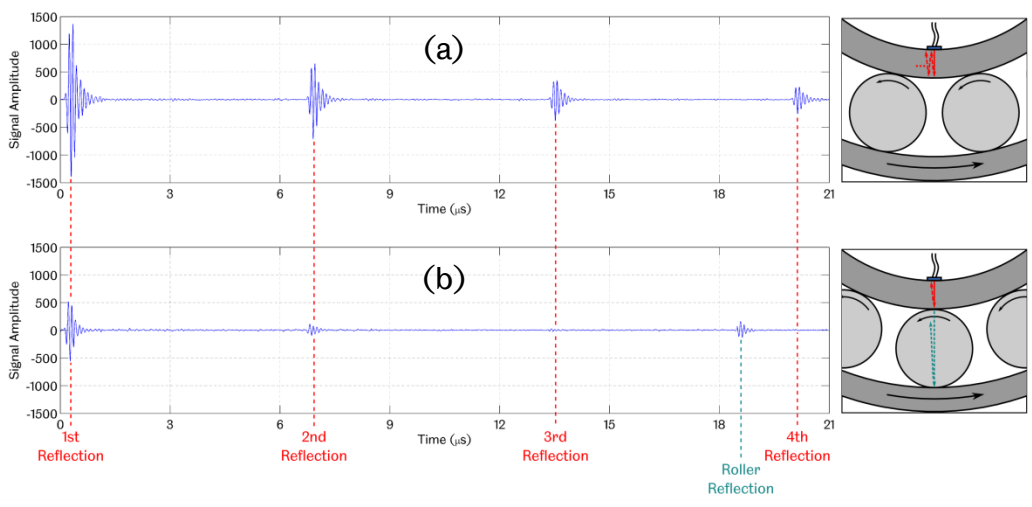 (a)
Signal Amplitude
1500
1000
500
0
-500
-1000
-1500
0 3 6 9 12 15 18 21
Time (μs)
(b)
Signal Amplitude
1500
1000
500
0
-500
-1000
-1500
0 3 6 9 12 15 18 21
Time (μs)
1st
Reflection
2nd
Reflection
3rd
Reflection
4th
Reflection
Roller
Reflection